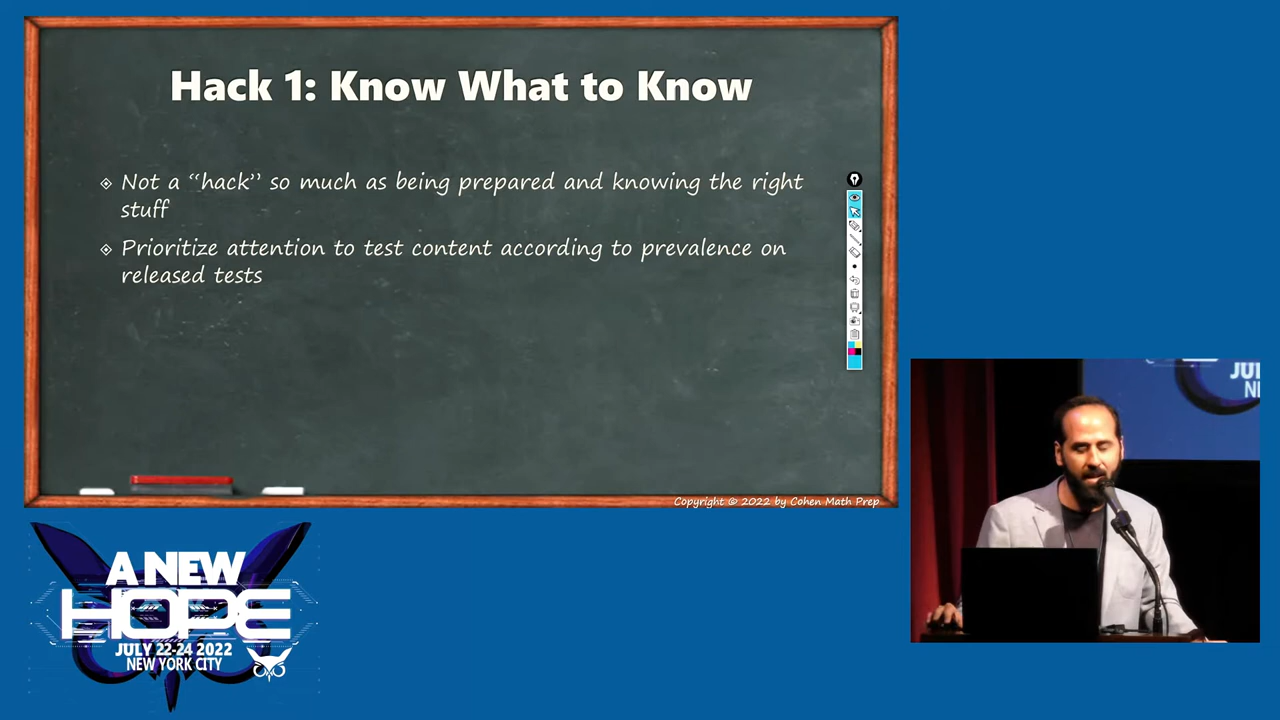 Hack 1: Know What to Know
Not a “hack” so much as being prepared and knowing the right
stuff
Prioritize attention to test content according to prevalence on
released tests
Copyright © 2022 by Cohen Math Prep
A NEW
HOPE
JULY 22-24 2022
NEW YORK CITY
JUL
NE